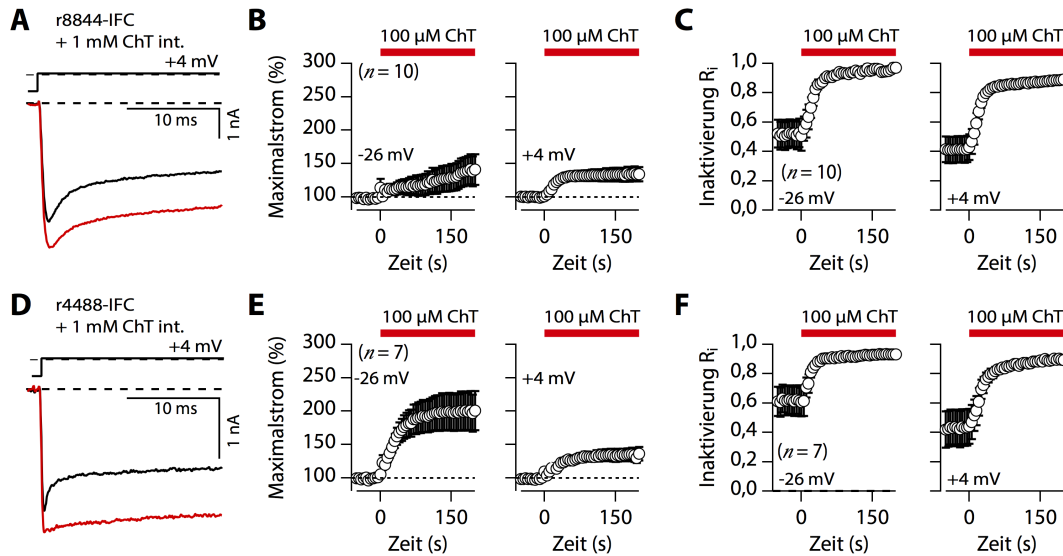 A
r8844-IFC
+ 1 mM ChT int.
+4 mV
10 ms
1 nA
B
100 µM ChT
100 µM ChT
Maximalstrom (%)
300
250
200
150
100
(n = 10)
-26 mV
+4 mV
0
150
0
150
Zeit (s)
Zeit (s)
C
100 µM ChT
100 µM ChT
Inaktivierung Ri
1,0
0,8
0,6
0,4
0,2
0,0
(n = 10)
-26 mV
+4 mV
0
150
0
150
Zeit (s)
Zeit (s)
D
r4488-IFC
+ 1 mM ChT int.
+4 mV
10 ms
1 nA
E
100 µM ChT
100 µM ChT
Maximalstrom (%)
300
250
200
150
100
(n = 7)
-26 mV
+4 mV
0
150
0
150
Zeit (s)
Zeit (s)
F
100 µM ChT
100 µM ChT
Inaktivierung Ri
1,0
0,8
0,6
0,4
0,2
0,0
(n = 7)
-26 mV
+4 mV
0
150
0
150
Zeit (s)
Zeit (s)